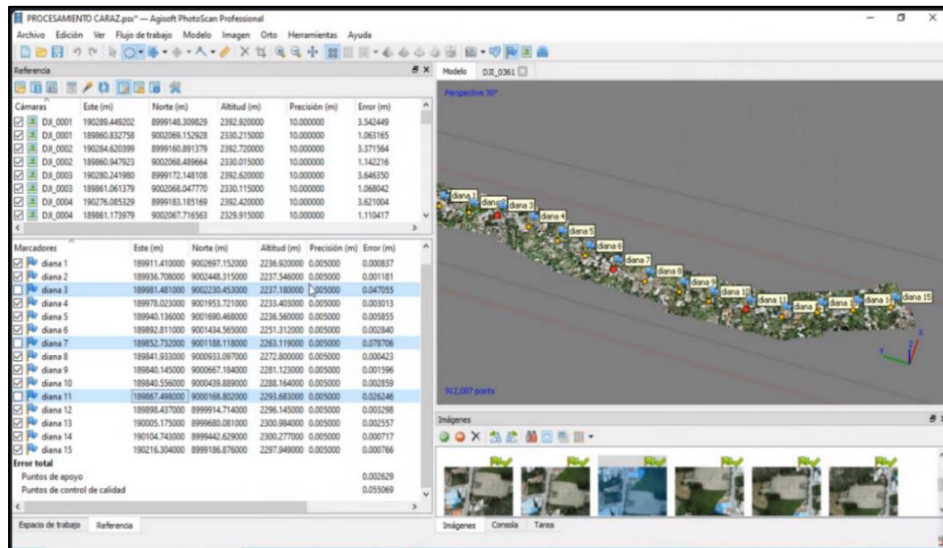 PROCESAMIENTO CARAZ.psx* — Agisoft PhotoScan Professional
Archivo Edición Ver Flujo de trabajo Modelo Imagen Orto Herramientas Ayuda
Referencia
Cámaras Este (m) Norte (m) Altitud (m) Precisión (m) Error (m)
DJI_0001 190289.449202 8999148.309829 2392.920000 10.000000 3.542449
DJI_0001 189860.832758 9002069.152928 2330.215000 10.000000 1.063165
DJI_0002 190284.620399 8999160.891379 2392.720000 10.000000 3.371564
DJI_0002 189860.947923 9002068.489664 2330.015000 10.000000 1.142216
DJI_0003 190280.241980 8999172.148108 2392.620000 10.000000 3.646350
DJI_0003 189861.061379 9002068.047770 2330.115000 10.000000 1.068042
DJI_0004 190276.085329 8999183.185169 2392.420000 10.000000 3.621004
DJI_0004 189861.173979 9002067.716563 2329.915000 10.000000 1.110417
Marcadores Este (m) Norte (m) Altitud (m) Precisión (m) Error (m)
diana 1 189911.410000 9002697.152000 2236.920000 0.005000 0.000837
diana 2 189936.708000 9002448.315000 2237.546000 0.005000 0.001181
diana 3 189981.481000 9002230.453000 2237.180000 0.005000 0.047055
diana 4 189978.023000 9001953.721000 2233.403000 0.005000 0.003013
diana 5 189940.136000 9001690.468000 2236.560000 0.005000 0.005855
diana 6 189892.811000 9001434.565000 2251.312000 0.005000 0.002840
diana 7 189852.732000 9001188.118000 2263.119000 0.005000 0.078706
diana 8 189841.933000 9000933.097000 2272.800000 0.005000 0.000423
diana 9 189840.145000 9000667.184000 2281.123000 0.005000 0.001596
diana 10 189840.556000 9000439.889000 2288.164000 0.005000 0.002859
diana 11 189867.498000 9000168.802000 2293.683000 0.005000 0.026246
diana 12 189898.437000 8999914.714000 2296.145000 0.005000 0.003298
diana 13 190005.175000 8999680.081000 2300.984000 0.005000 0.002557
diana 14 190104.743000 8999442.629000 2300.277000 0.005000 0.000717
diana 15 190216.304000 8999186.876000 2297.949000 0.005000 0.000766
Error total
Puntos de apoyo 0.002629
Puntos de control de calidad 0.055069
Espacio de trabajo Referencia
Modelo DJI_0361
Perspective 30°
diana 1
diana 3
diana 4
diana 5
diana 6
diana 7
diana 8
diana 9
diana 10
diana 11
diana
diana 1
diana 1
diana 15
X
Y
Z
912,087 points
Imágenes
Imágenes Consola Tarea